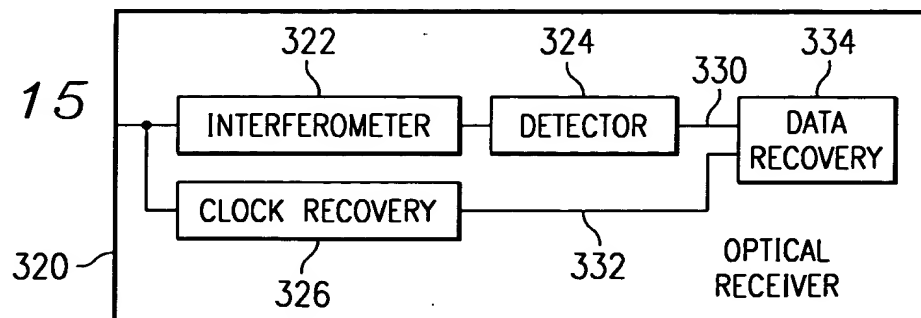 322
324
334
330
15
INTERFEROMETER
DETECTOR
DATA
RECOVERY
CLOCK RECOVERY
320
326
332
OPTICAL
RECEIVER